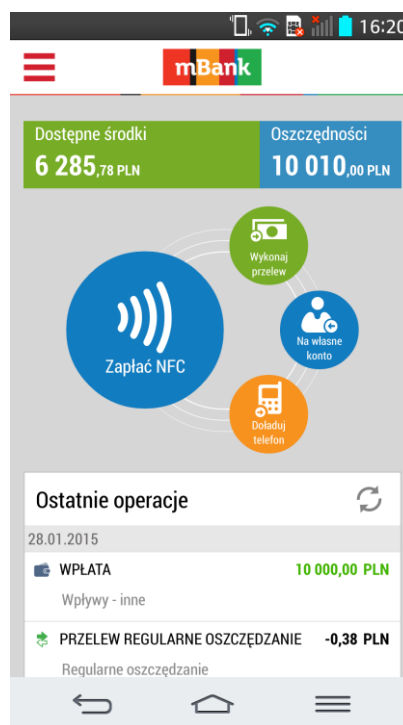 16:20
mBank
Dostępne środki
6 285,78 PLN
Oszczędności
10 010,00 PLN
Wykonaj
przelew
Zapłać NFC
Na własne
konto
Doładuj
telefon
Ostatnie operacje
28.01.2015
WPŁATA 10 000,00 PLN
Wpływy - inne
PRZELEW REGULARNE OSZCZĘDZANIE -0,38 PLN
Regularne oszczędzanie